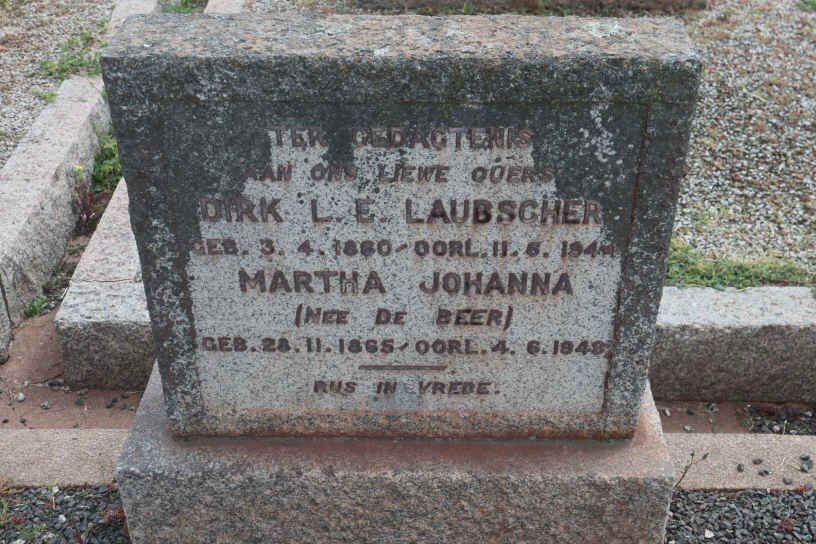 TER GEDAGTENIS
AAN ONS LIEWE OUERS
DIRK L. E. LAUBSCHER
GEB. 3. 4. 1860 - OORL. 11. 6. 1944
MARTHA JOHANNA
(NEE DE BEER)
GEB. 28. 11. 1865 - OORL. 4. 6. 1948
RUS IN VREDE.